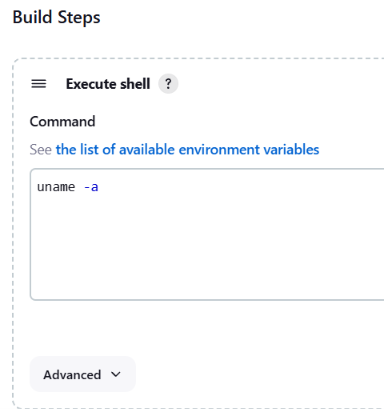 Build Steps
Execute shell ?
Command
See the list of available environment variables
uname -a
Advanced